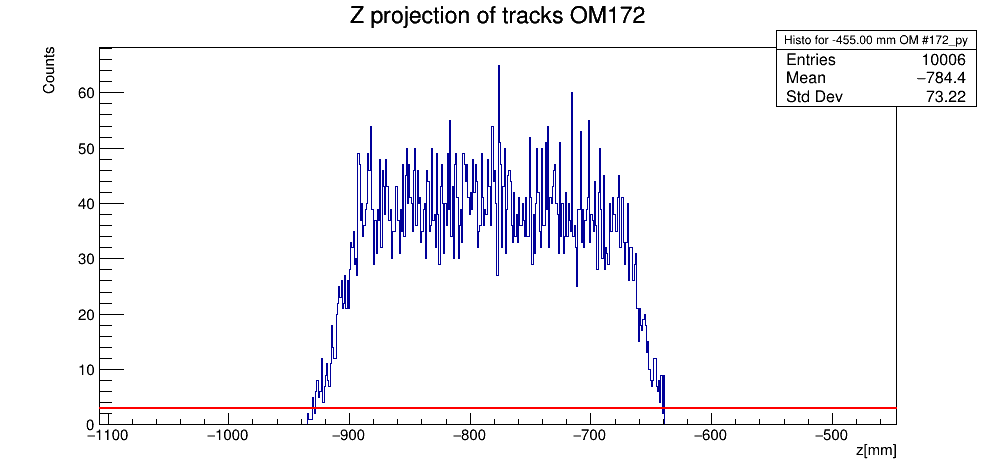 Z projection of tracks OM172
Histo for -455.00 mm OM #172_py
Entries 10006
Mean −784.4
Std Dev 73.22
Counts
60
50
40
30
20
10
0
−1100 −1000 −900 −800 −700 −600 −500
z[mm]